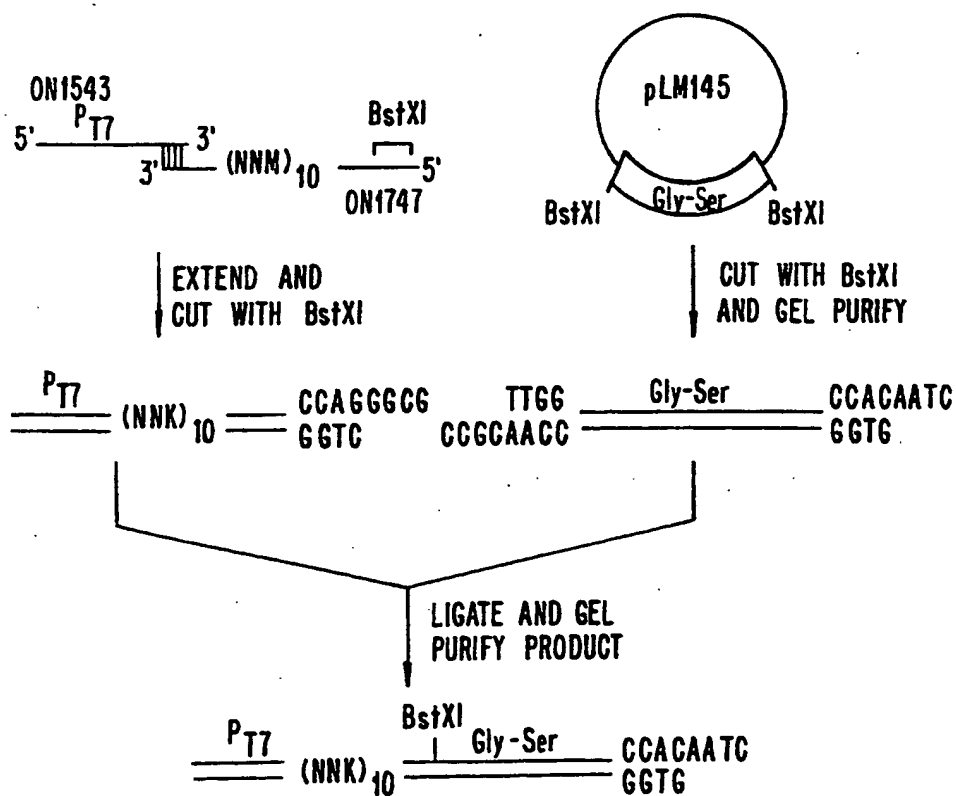 ON1543
P T7
5' 3'
3' (NNM)10
BstXI
5'
ON1747
pLM145
Gly-Ser
BstXI BstXI
EXTEND AND
CUT WITH BstXI
CUT WITH BstXI
AND GEL PURIFY
P T7
(NNK)10
CCAGGGCG
GGTC
TTGG
CCGCAACC
Gly-Ser
CCACAATC
GGTG
LIGATE AND GEL
PURIFY PRODUCT
BstXI
P T7
(NNK)10
Gly-Ser
CCACAATC
GGTG